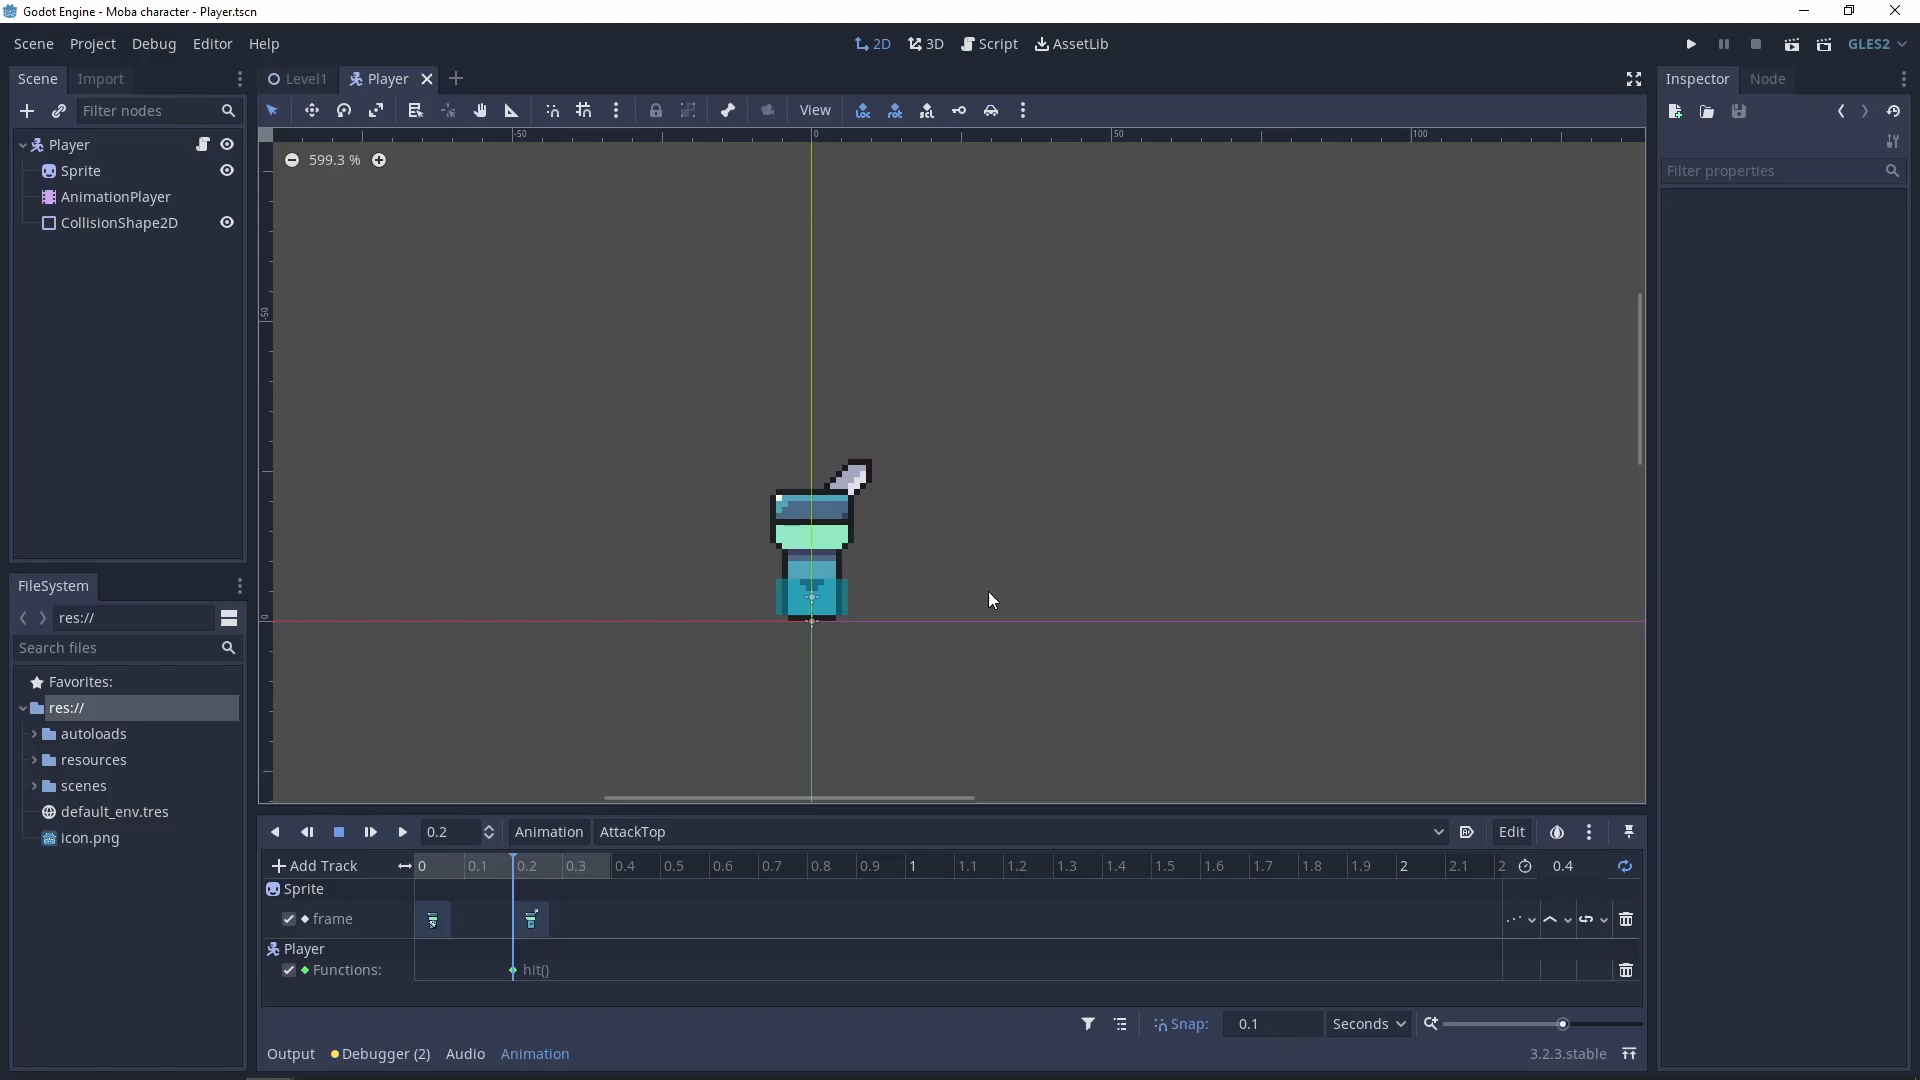 Godot Engine - Moba character - Player.tscn
Scene Project Debug Editor Help
2D 3D Script AssetLib
GLES2
Scene Import
Level1 Player
Inspector Node
Filter nodes
View
Player
Sprite
AnimationPlayer
CollisionShape2D
-50 0 50 100
599.3 %
-50
0
Filter properties
FileSystem
res://
Search files
Favorites:
res://
autoloads
resources
scenes
default_env.tres
icon.png
0.2 Animation AttackTop Edit
Add Track 0 0.1 0.2 0.3 0.4 0.5 0.6 0.7 0.8 0.9 1 1.1 1.2 1.3 1.4 1.5 1.6 1.7 1.8 1.9 2 2.1 2 0.4
Sprite
frame
Player
Functions: hit()
Snap: 0.1 Seconds
Output Debugger (2) Audio Animation 3.2.3.stable